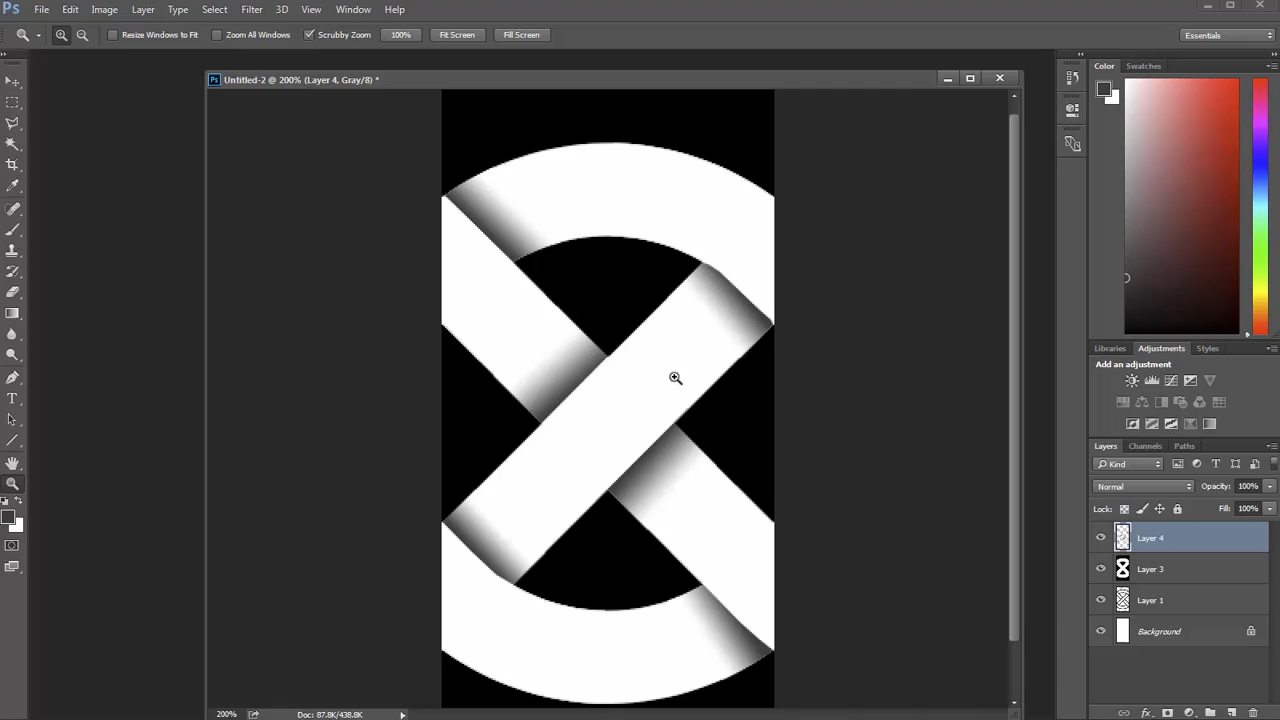 Ps File Edit Image Layer Type Select Filter 3D View Window Help
Resize Windows to Fit Zoom All Windows Scrubby Zoom 100% Fit Screen Fill Screen Essentials
Ps Untitled-2 @ 200% (Layer 4, Gray/8) *
Color Swatches
Libraries Adjustments Styles
Add an adjustment
Layers Channels Paths
Kind
Normal Opacity: 100%
Lock: Fill: 100%
Layer 4
Layer 3
Layer 1
Background
200% Doc: 87.8K/438.8K